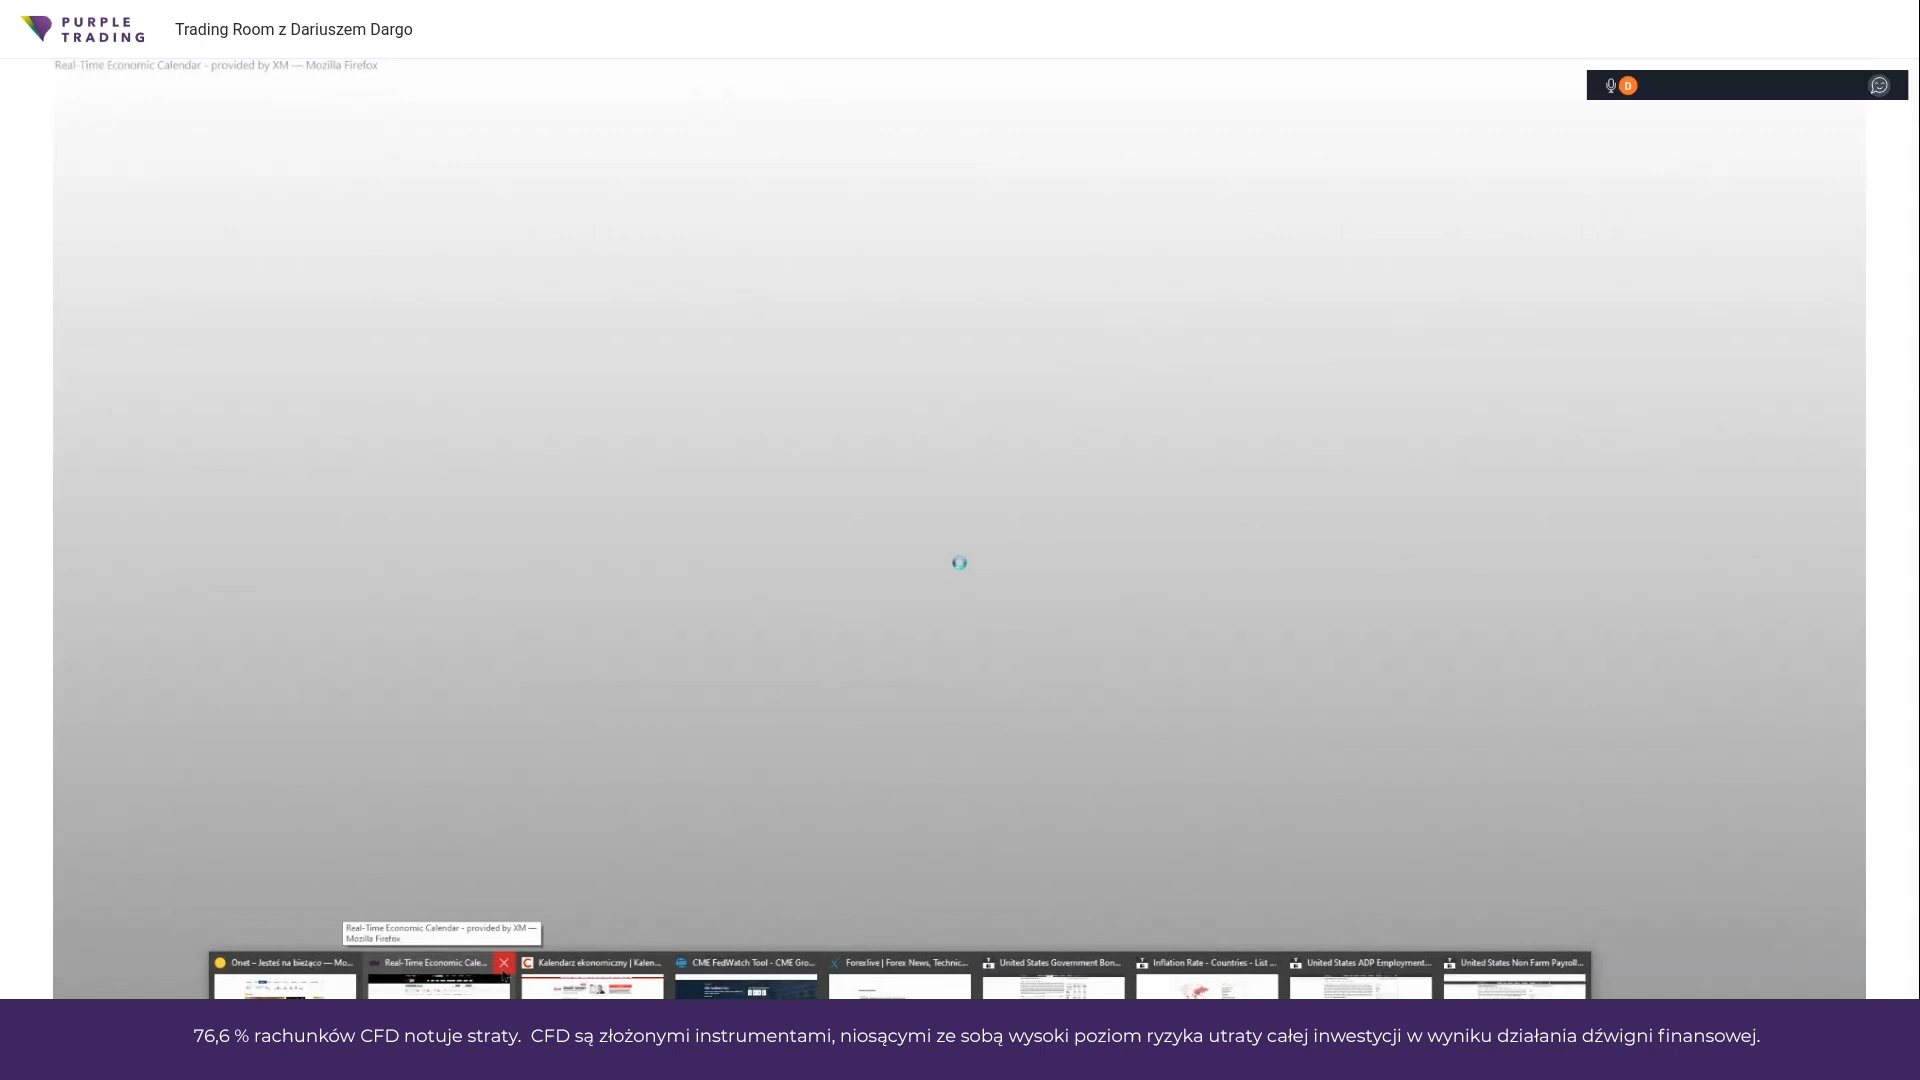 PURPLE
TRADING
Trading Room z Dariuszem Dargo
Real-Time Economic Calendar - provided by XM — Mozilla Firefox
D
Real-Time Economic Calendar - provided by XM —
Mozilla Firefox
Onet – Jesteś na bieżąco — Mo...
Real-Time Economic Cale...
Kalendarz ekonomiczny | Kalen...
CME FedWatch Tool - CME Gro...
Forexlive | Forex News, Technic...
United States Government Bon...
Inflation Rate - Countries - List ...
United States ADP Employment...
United States Non Farm Payroll...
76,6 % rachunków CFD notuje straty. CFD są złożonymi instrumentami, niosącymi ze sobą wysoki poziom ryzyka utraty całej inwestycji w wyniku działania dźwigni finansowej.